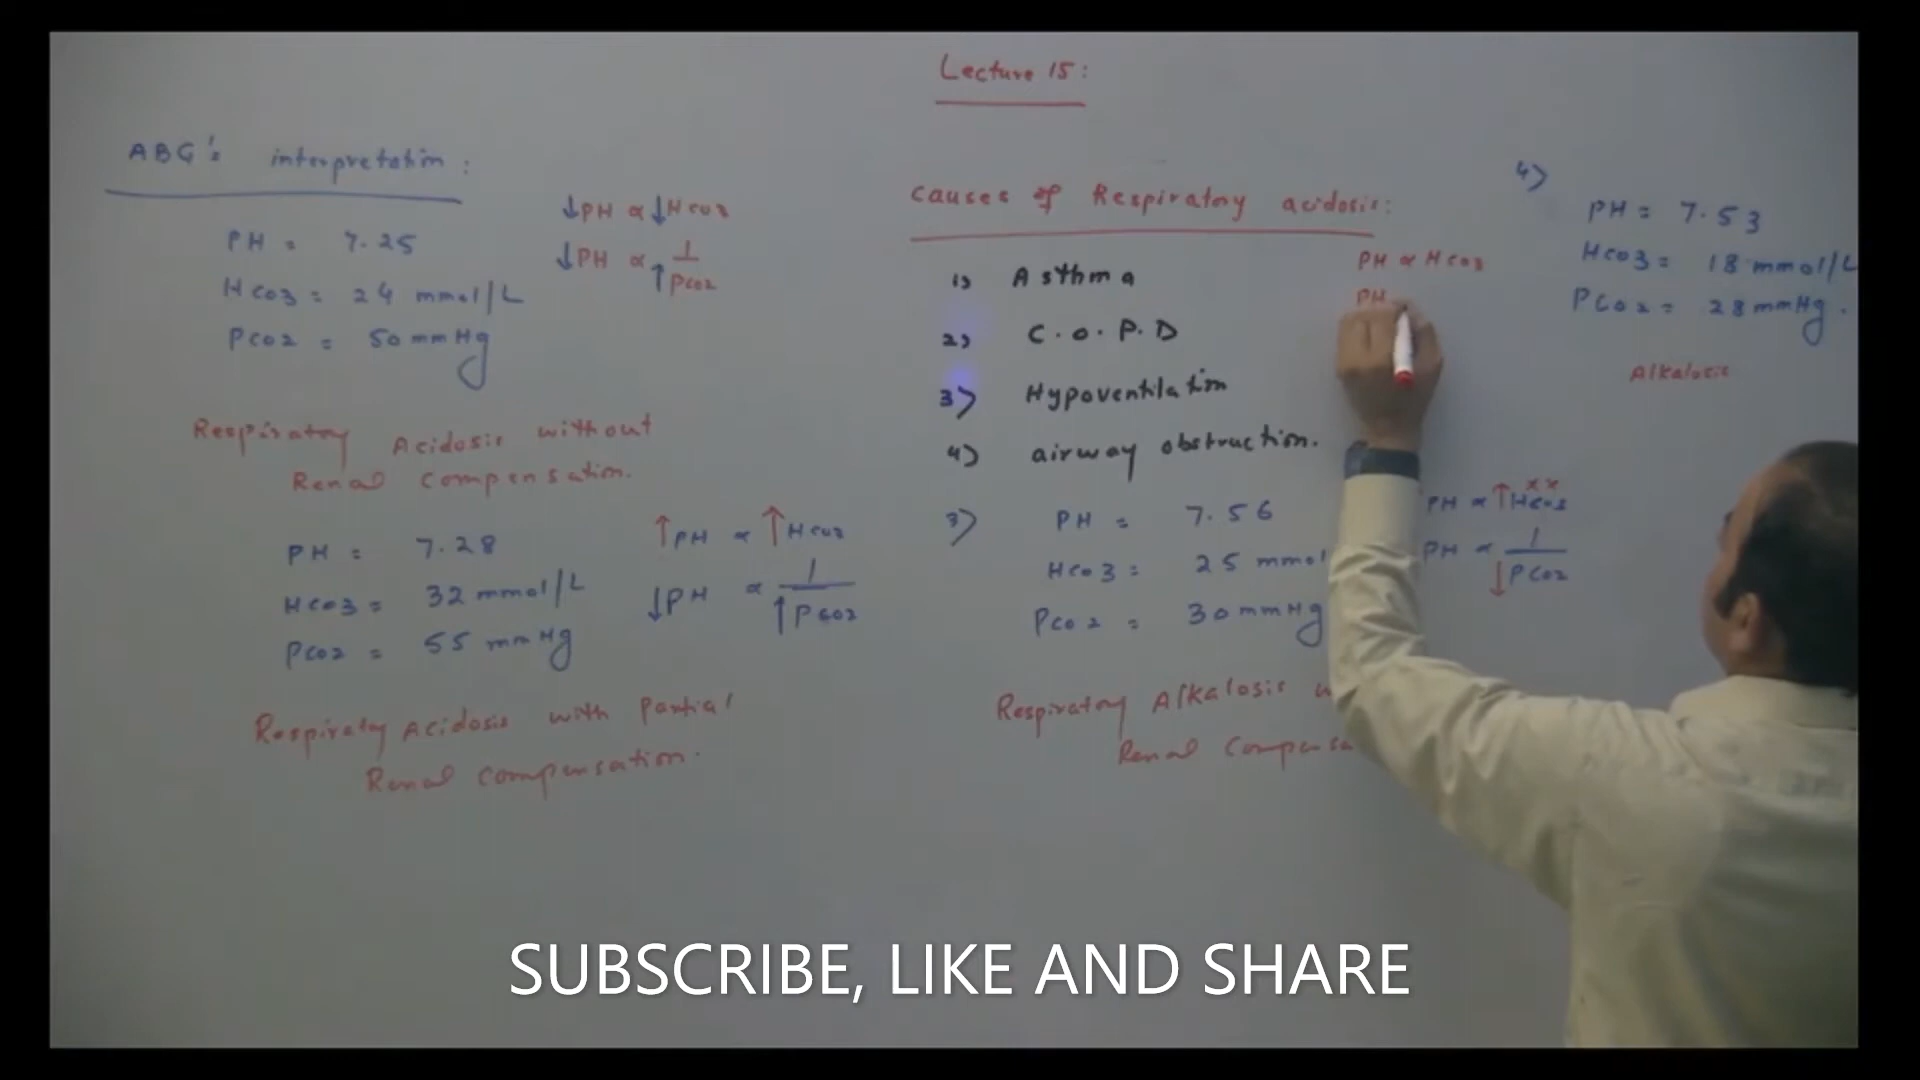 Lecture 15:
ABG's interpretation:
PH = 7.25
HCO3 = 24 mmol/L
PCO2 = 50 mmHg
↓PH ∝ ↓HCO3
↓PH ∝ 1/↑PCO2
Respiratory Acidosis without
Renal Compensation.
PH = 7.28
HCO3 = 32 mmol/L
PCO2 = 55 mmHg
↑PH ∝ ↑HCO3
↓PH ∝ 1/↑PCO2
Respiratory Acidosis with Partial
Renal compensation.
Causes of Respiratory acidosis:
1) Asthma
2) C.O.P.D
3) Hypoventilation
4) airway obstruction.
PH ∝ HCO3
PH
3) PH = 7.56
HCO3 = 25 mmol
PCO2 = 30 mmHg
PH ∝ ↑HCO3 xx
PH ∝ 1/↓PCO2
Respiratory Alkalosis
Renal
4)
PH = 7.53
HCO3 = 18 mmol/L
PCO2 = 28 mmHg.
Alkalosis
SUBSCRIBE, LIKE AND SHARE